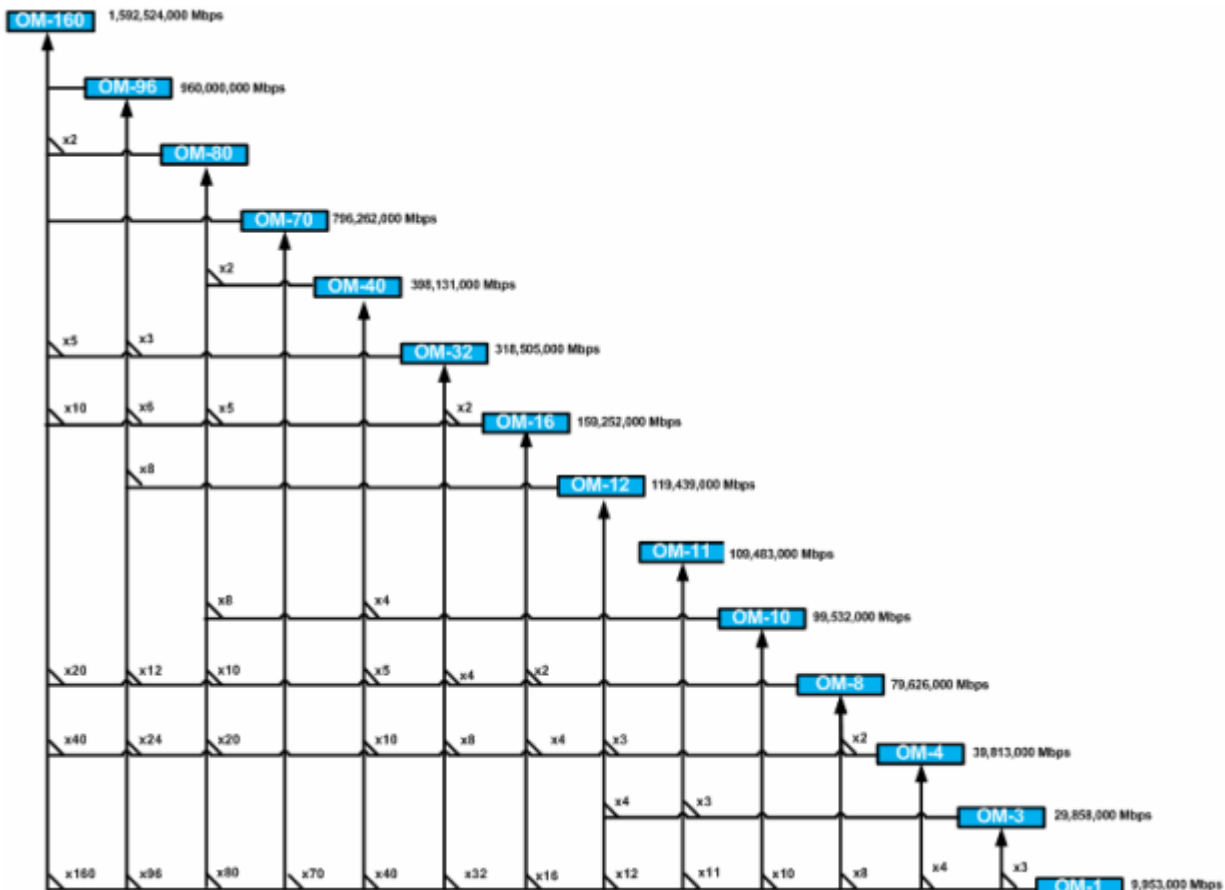 OM-160 1,592,524,000 Mbps
OM-96 960,000,000 Mbps
x2
OM-80
OM-70 796,262,000 Mbps
x2
OM-40 398,131,000 Mbps
x5 x3
OM-32 318,505,000 Mbps
x10 x6 x5 x2
OM-16 159,252,000 Mbps
x8
OM-12 119,439,000 Mbps
OM-11 109,483,000 Mbps
x8 x4
OM-10 99,532,000 Mbps
x20 x12 x10 x5 x4 x2
OM-8 79,626,000 Mbps
x40 x24 x20 x10 x8 x4 x3 x2
OM-4 39,813,000 Mbps
x4 x3
OM-3 29,858,000 Mbps
x160 x96 x80 x70 x40 x32 x16 x12 x11 x10 x8 x4 x3
OM-1 9,953,000 Mbps